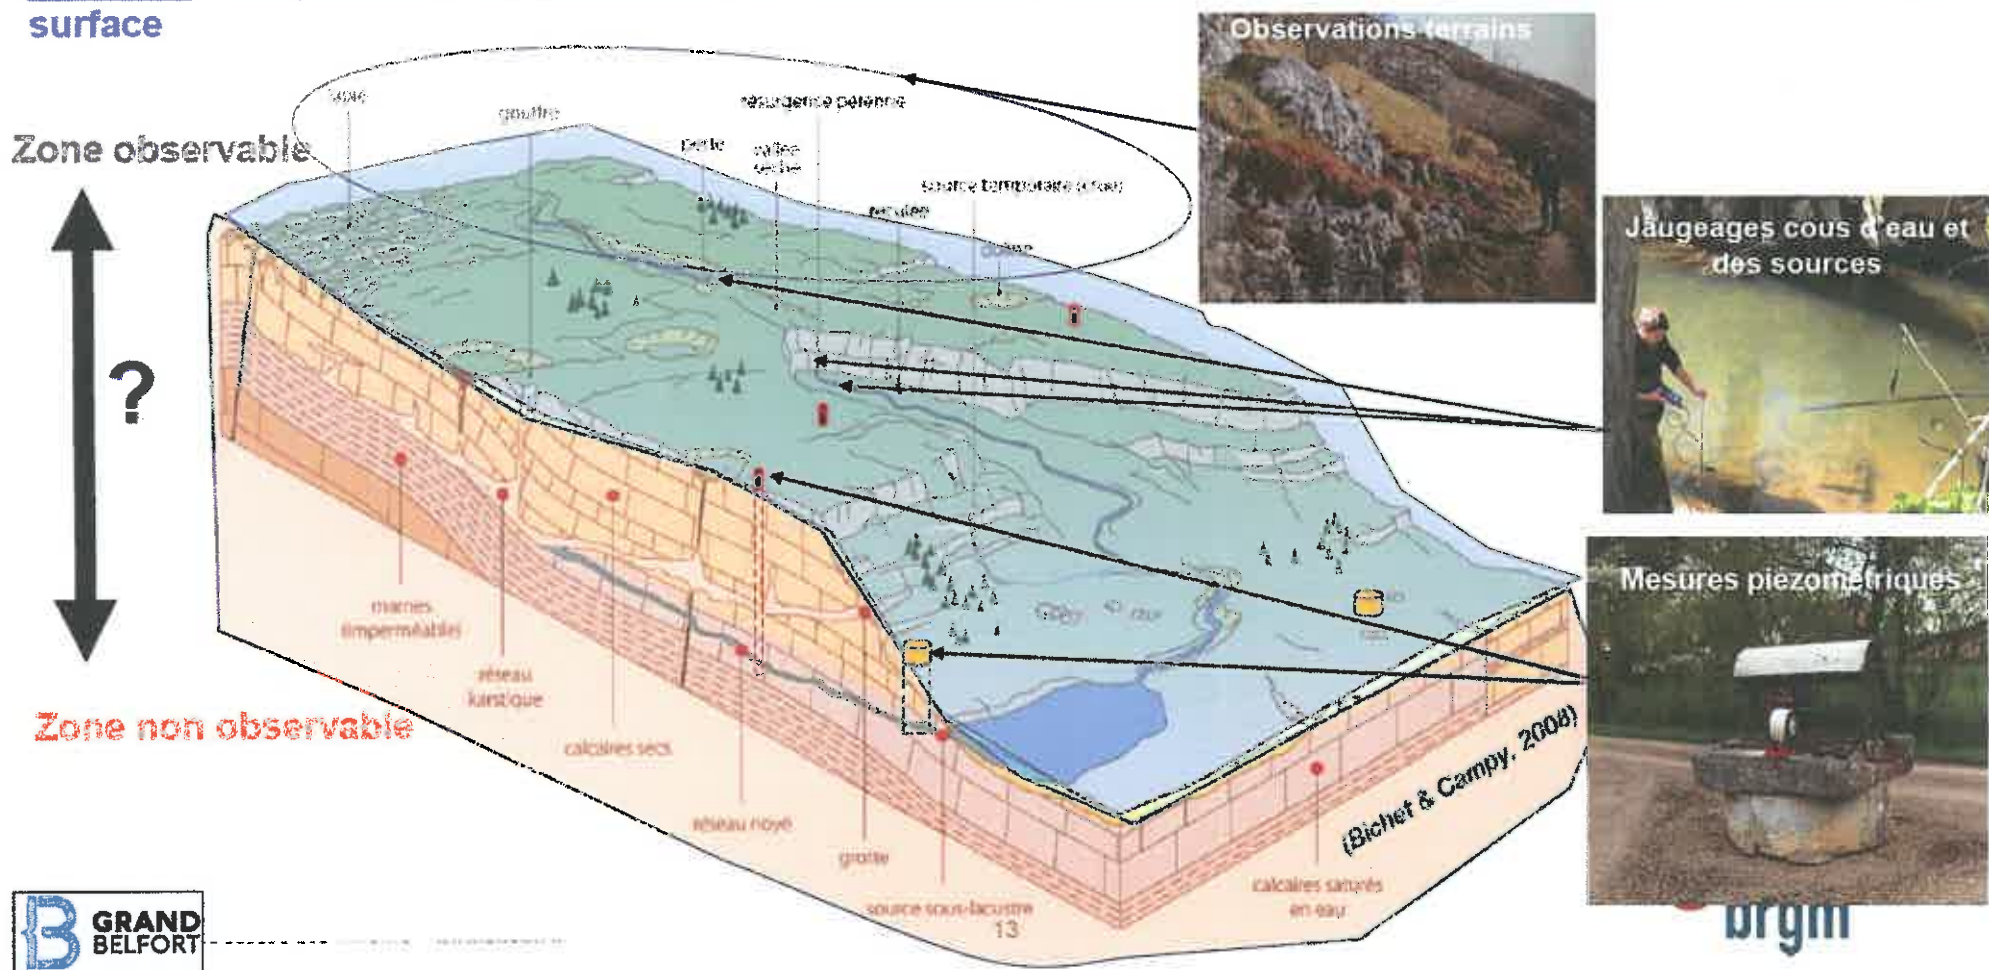 surface
Observations terrains
gouffre
résurgence pérenne
Zone observable
perte
vallée
sèche
source temporaire
reculée
Jaugeages cous d'eau et
des sources
?
Mesures piézométriques
marnes
(imperméable)
réseau
karstique
Zone non observable
calcaires secs
réseau noyé
grotte
source sous-lacustre
calcaires saturés
en eau
(Bichet & Campy, 2008)
13
GRAND
BELFORT
brgm